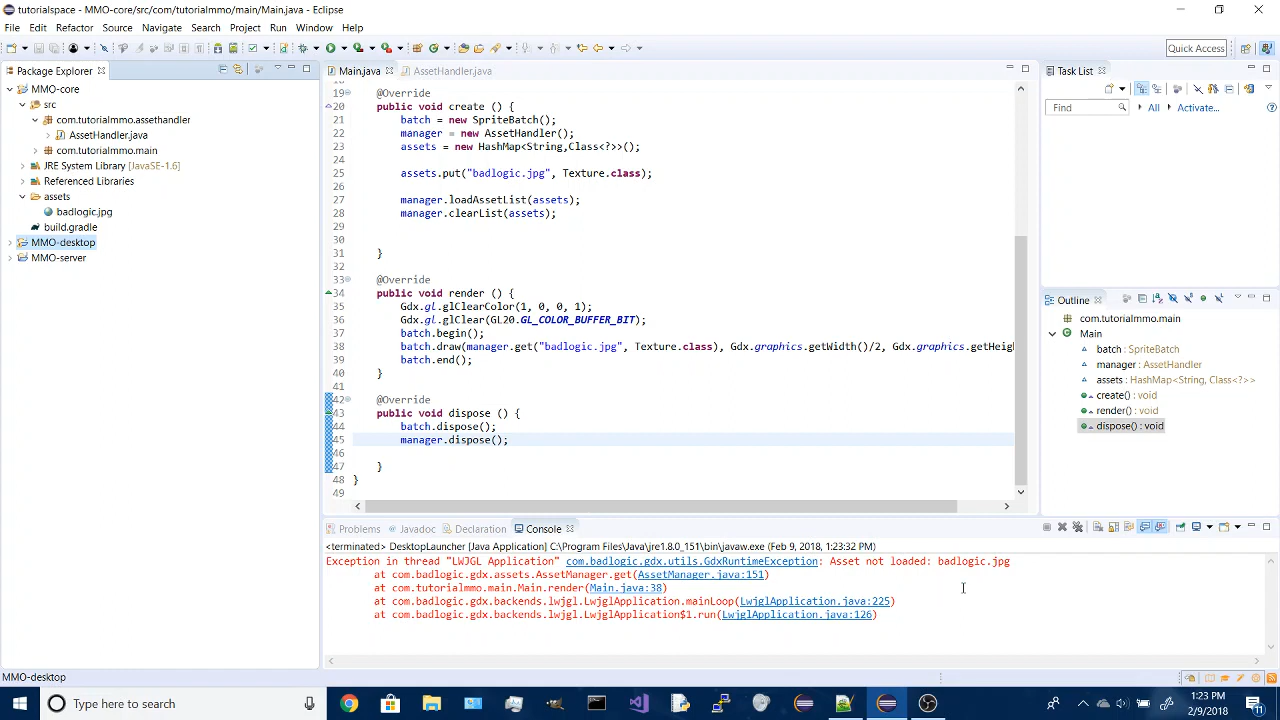 tutorialspace - MMO-core/src/com/tutorialmmo/main/Main.java - Eclipse
File Edit Refactor Source Navigate Search Project Run Window Help
Quick Access
Package Explorer
MMO-core
src
com.tutorialmmo.assethandler
AssetHandler.java
com.tutorialmmo.main
JRE System Library [JavaSE-1.6]
Referenced Libraries
assets
badlogic.jpg
build.gradle
MMO-desktop
MMO-server
Main.java AssetHandler.java
19 @Override
20 public void create () {
21 batch = new SpriteBatch();
22 manager = new AssetHandler();
23 assets = new HashMap<String,Class<?>>();
24
25 assets.put("badlogic.jpg", Texture.class);
26
27 manager.loadAssetList(assets);
28 manager.clearList(assets);
29
30
31 }
32
33 @Override
34 public void render () {
35 Gdx.gl.glClearColor(1, 0, 0, 1);
36 Gdx.gl.glClear(GL20.GL_COLOR_BUFFER_BIT);
37 batch.begin();
38 batch.draw(manager.get("badlogic.jpg", Texture.class), Gdx.graphics.getWidth()/2, Gdx.graphics.getHeigh
39 batch.end();
40 }
41
42 @Override
43 public void dispose () {
44 batch.dispose();
45 manager.dispose();
46
47 }
48 }
49
Task List
Find All Activate...
Outline
com.tutorialmmo.main
Main
batch : SpriteBatch
manager : AssetHandler
assets : HashMap<String, Class<?>>
create() : void
render() : void
dispose() : void
Problems Javadoc Declaration Console
<terminated> DesktopLauncher [Java Application] C:\Program Files\Java\jre1.8.0_151\bin\javaw.exe (Feb 9, 2018, 1:23:32 PM)
Exception in thread "LWJGL Application" com.badlogic.gdx.utils.GdxRuntimeException: Asset not loaded: badlogic.jpg
at com.badlogic.gdx.assets.AssetManager.get(AssetManager.java:151)
at com.tutorialmmo.main.Main.render(Main.java:38)
at com.badlogic.gdx.backends.lwjgl.LwjglApplication.mainLoop(LwjglApplication.java:225)
at com.badlogic.gdx.backends.lwjgl.LwjglApplication$1.run(LwjglApplication.java:126)
MMO-desktop
Type here to search
1:23 PM
2/9/2018
11